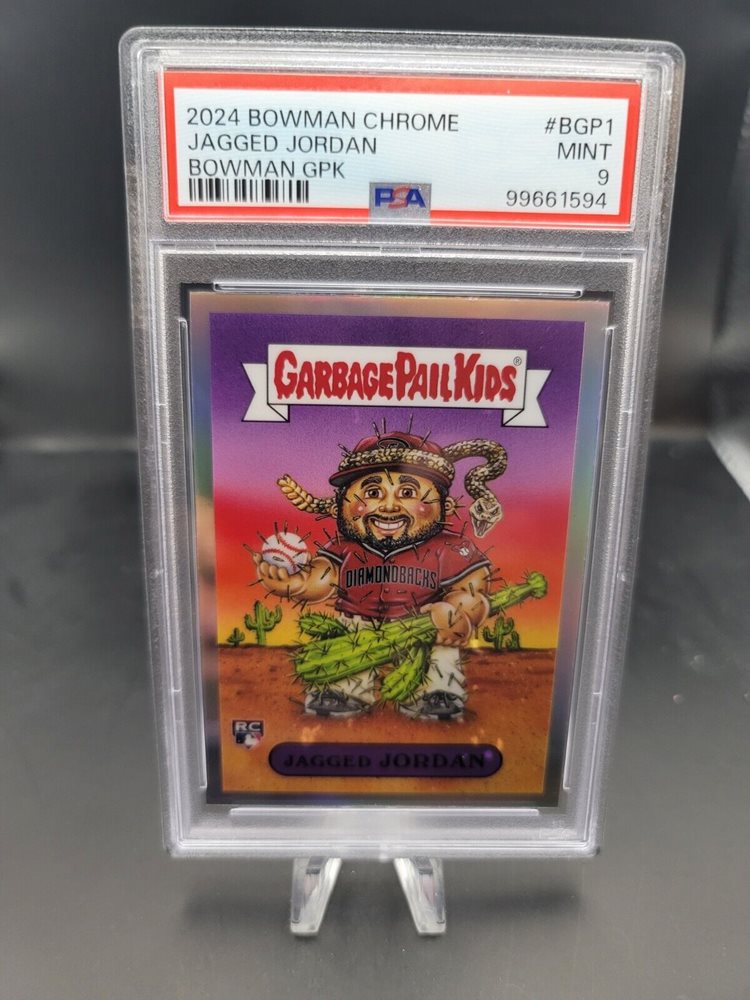 2024 BOWMAN CHROME #BGP1
JAGGED JORDAN MINT
BOWMAN GPK 9
PSA 99661594
GARBAGE PAIL KIDS®
DIAMONDBACKS
RC
JAGGED JORDAN